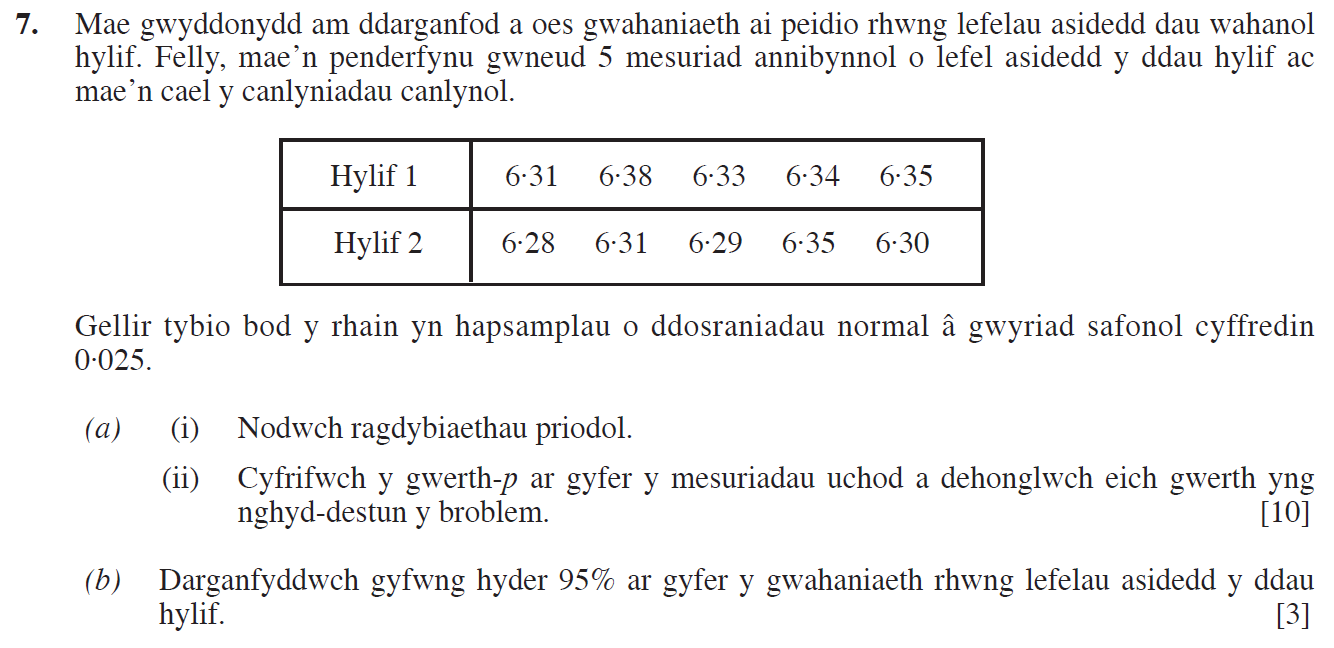 7. Mae gwyddonydd am ddarganfod a oes gwahaniaeth ai peidio rhwng lefelau asidedd dau wahanol
hylif. Felly, mae’n penderfynu gwneud 5 mesuriad annibynnol o lefel asidedd y ddau hylif ac
mae’n cael y canlyniadau canlynol.
Hylif 1 6·31 6·38 6·33 6·34 6·35
Hylif 2 6·28 6·31 6·29 6·35 6·30
Gellir tybio bod y rhain yn hapsamplau o ddosraniadau normal â gwyriad safonol cyffredin
0·025.
(a) (i) Nodwch ragdybiaethau priodol.
(ii) Cyfrifwch y gwerth-p ar gyfer y mesuriadau uchod a dehonglwch eich gwerth yng
nghyd-destun y broblem. [10]
(b) Darganfyddwch gyfwng hyder 95% ar gyfer y gwahaniaeth rhwng lefelau asidedd y ddau
hylif. [3]